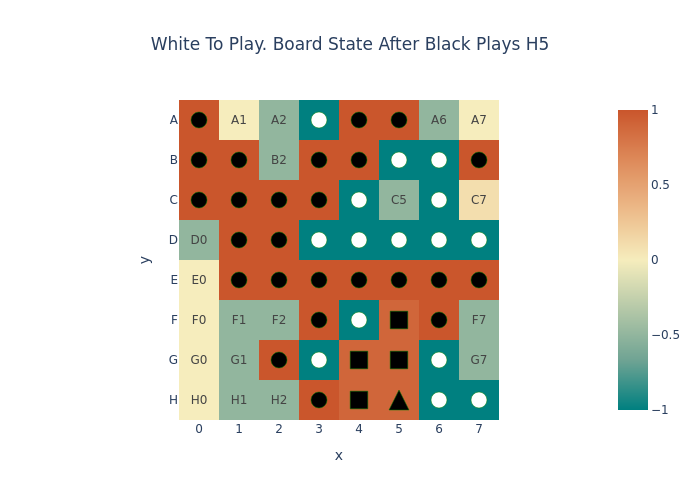 White To Play. Board State After Black Plays H5
A A1 A2 A6 A7 1
B B2
C C5 C7 0.5
D D0
y E E0 0
F F0 F1 F2 F7 −0.5
G G0 G1 G7
H H0 H1 H2 −1
0 1 2 3 4 5 6 7
x